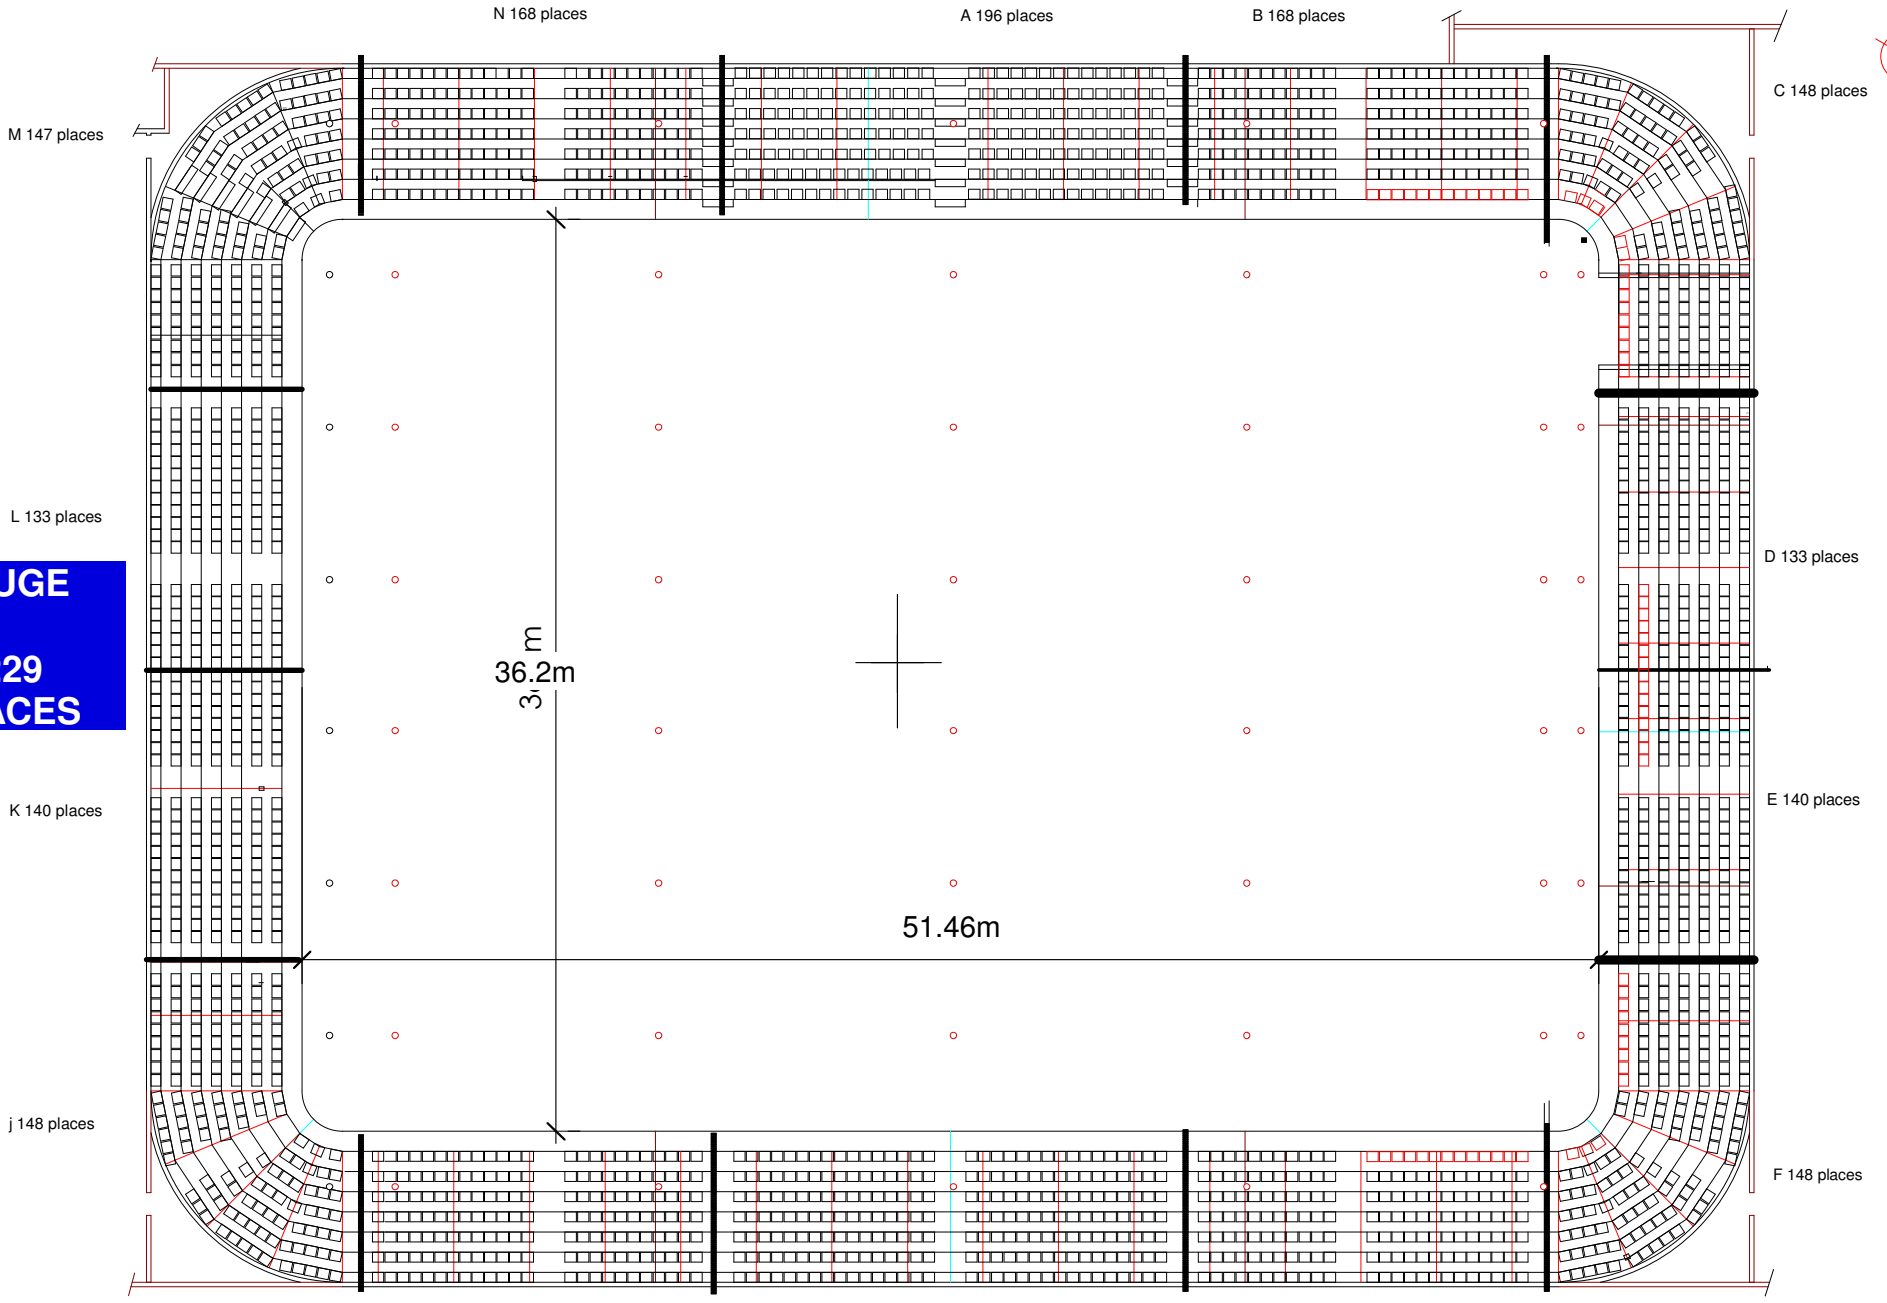 N 168 places
A 196 places
B 168 places
C 148 places
M 147 places
L 133 places
D 133 places
UGE
29
ACES
36.2m
m
K 140 places
E 140 places
51.46m
j 148 places
F 148 places